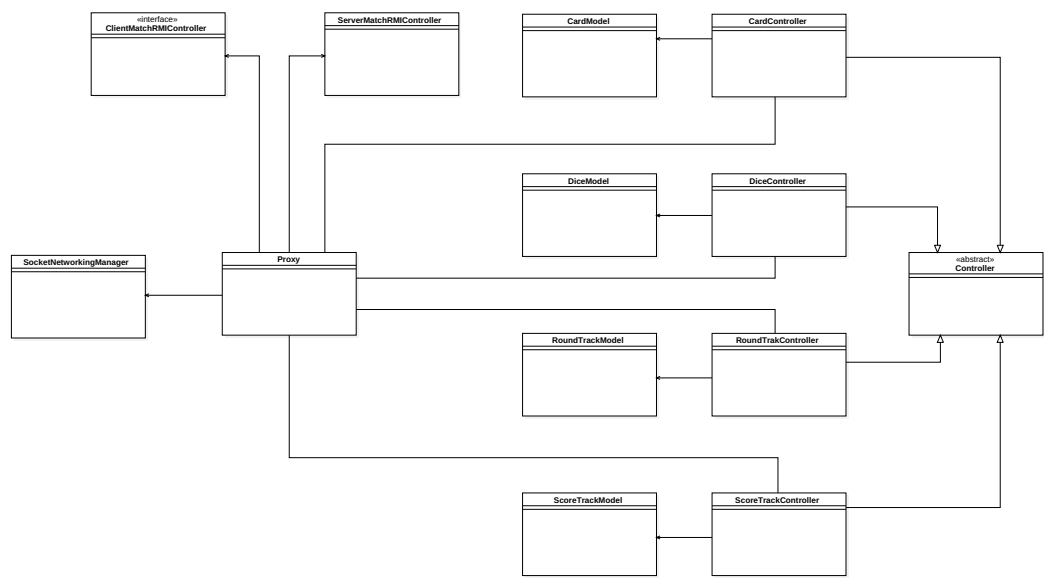 «interface»
ClientMatchRMIController
ServerMatchRMIController
CardModel
CardController
DiceModel
DiceController
SocketNetworkingManager
Proxy
«abstract»
Controller
RoundTrackModel
RoundTrakController
ScoreTrackModel
ScoreTrackController